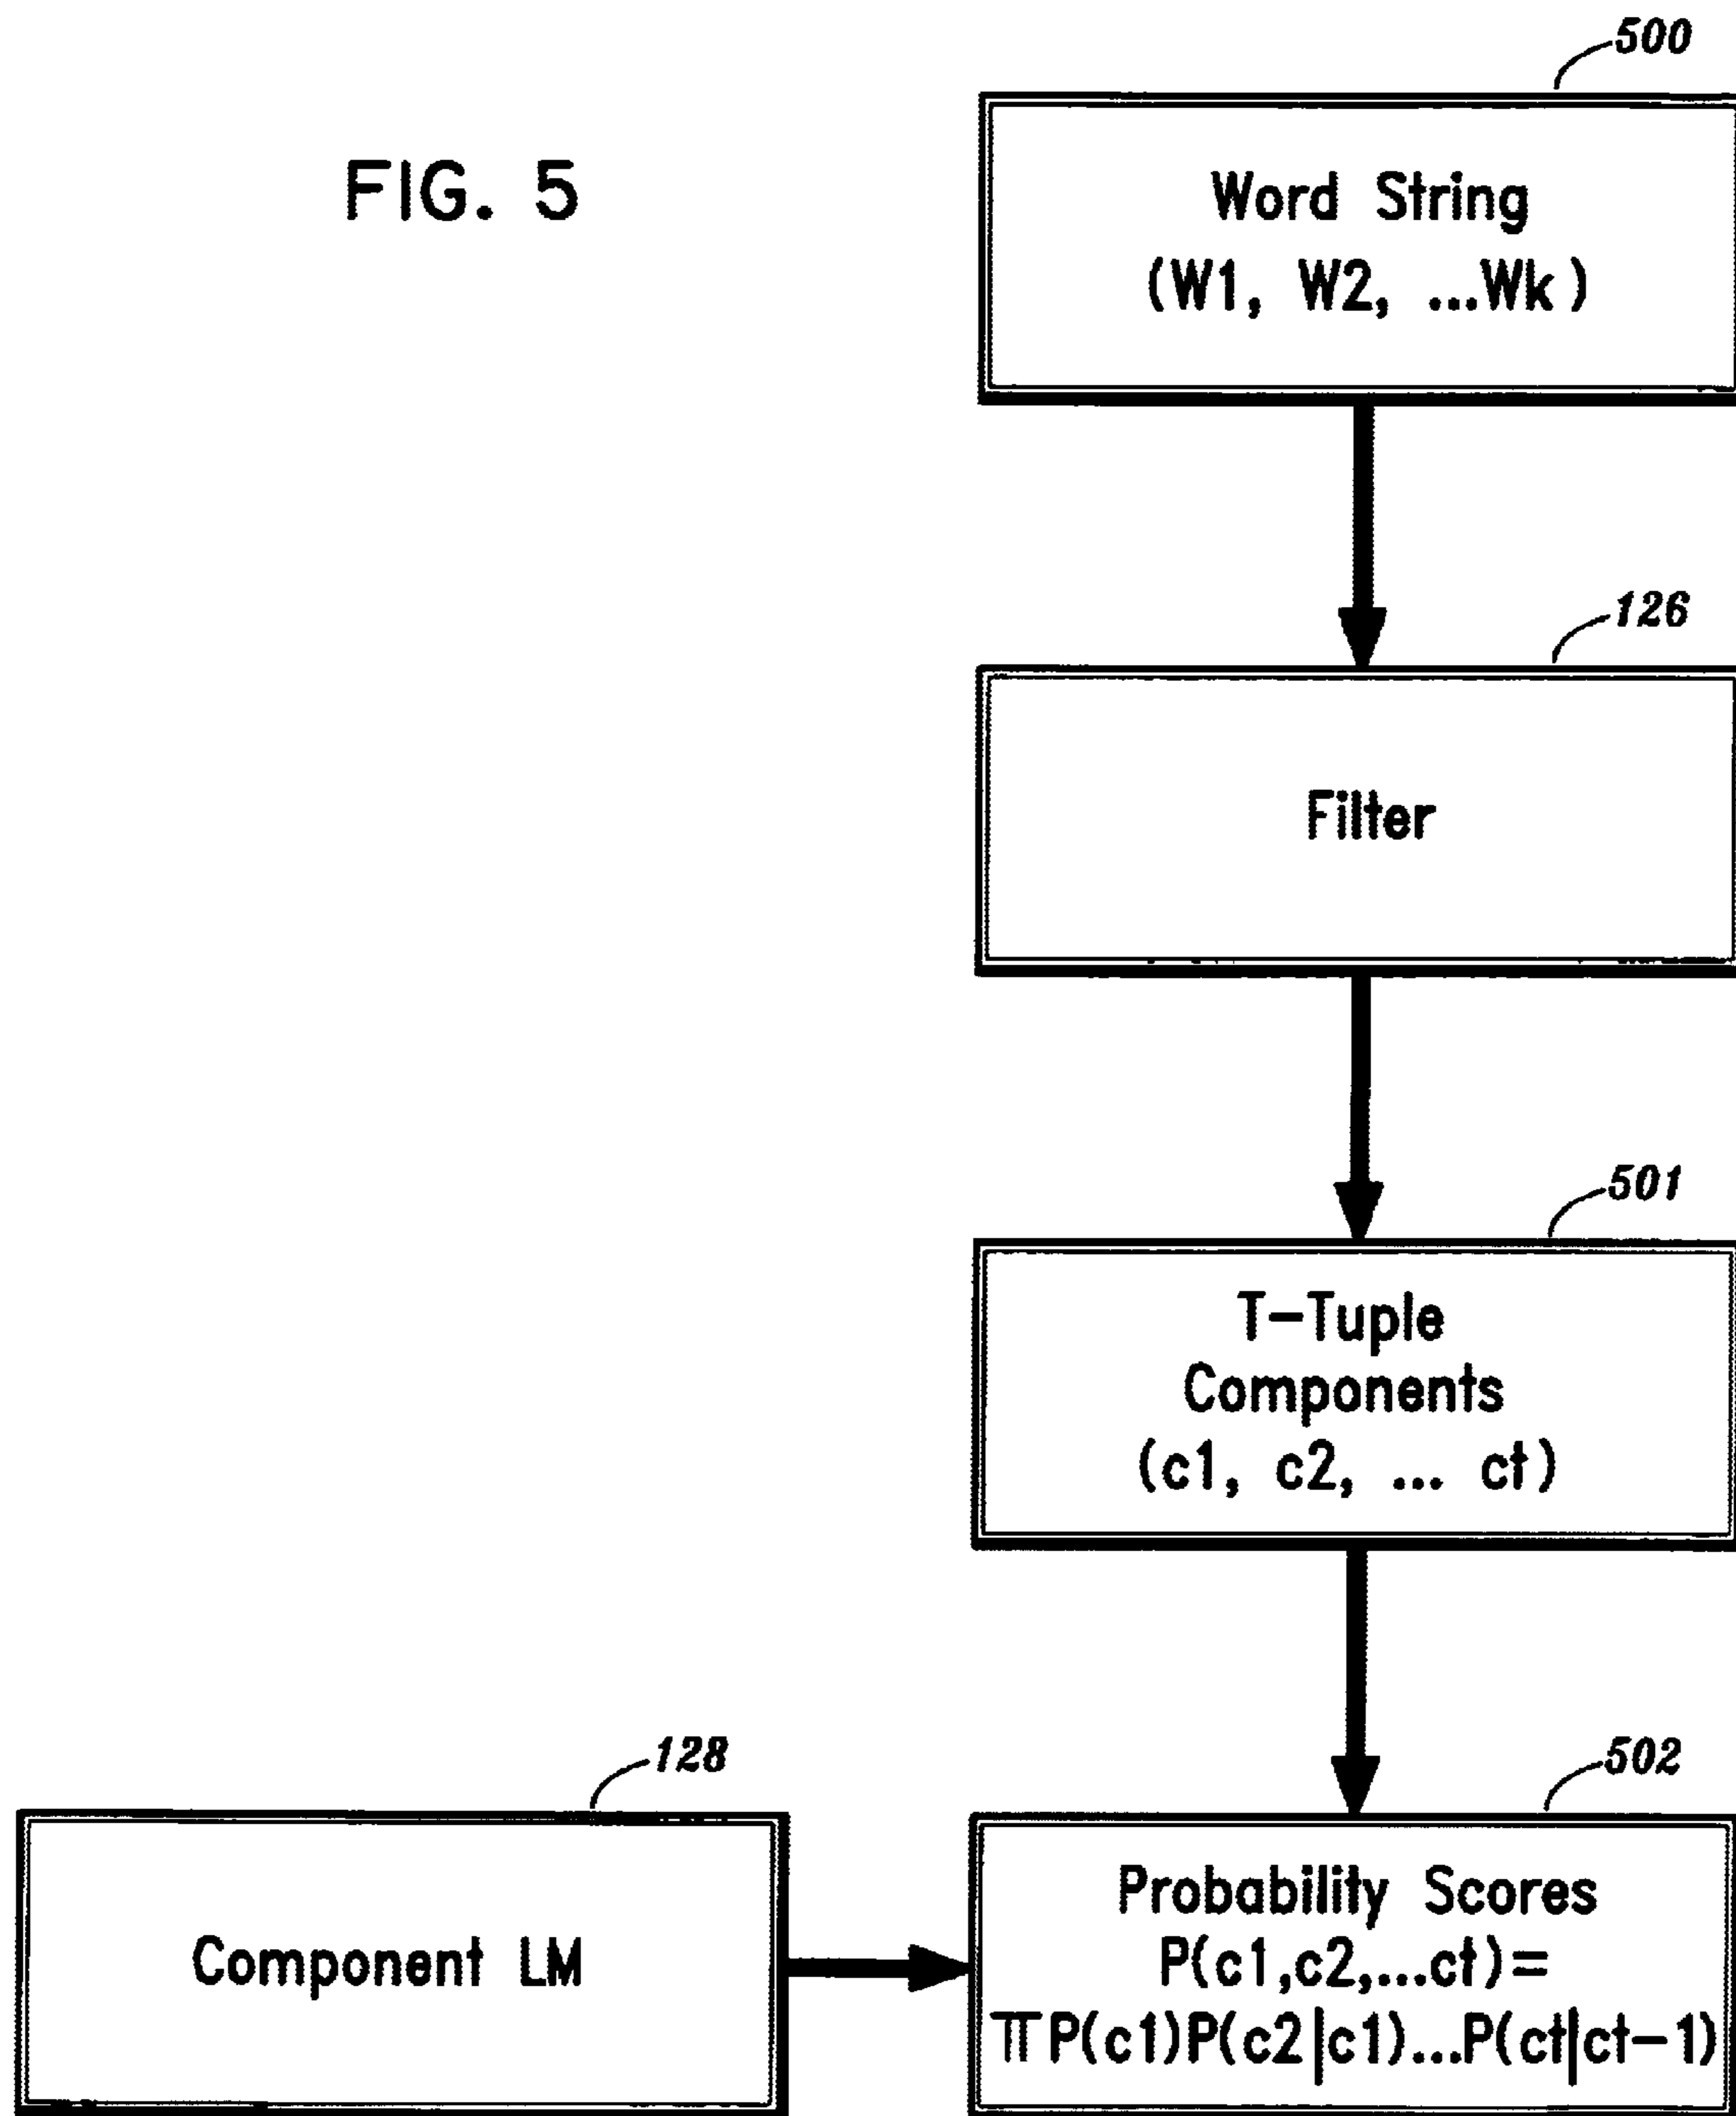 FIG. 5
500
Word String
(W1, W2, ...Wk)
126
Filter
501
T-Tuple
Components
(c1, c2, ... ct)
128
Component LM
502
Probability Scores
P(c1,c2,...ct)=
πP(c1)P(c2|c1)...P(ct|ct-1)